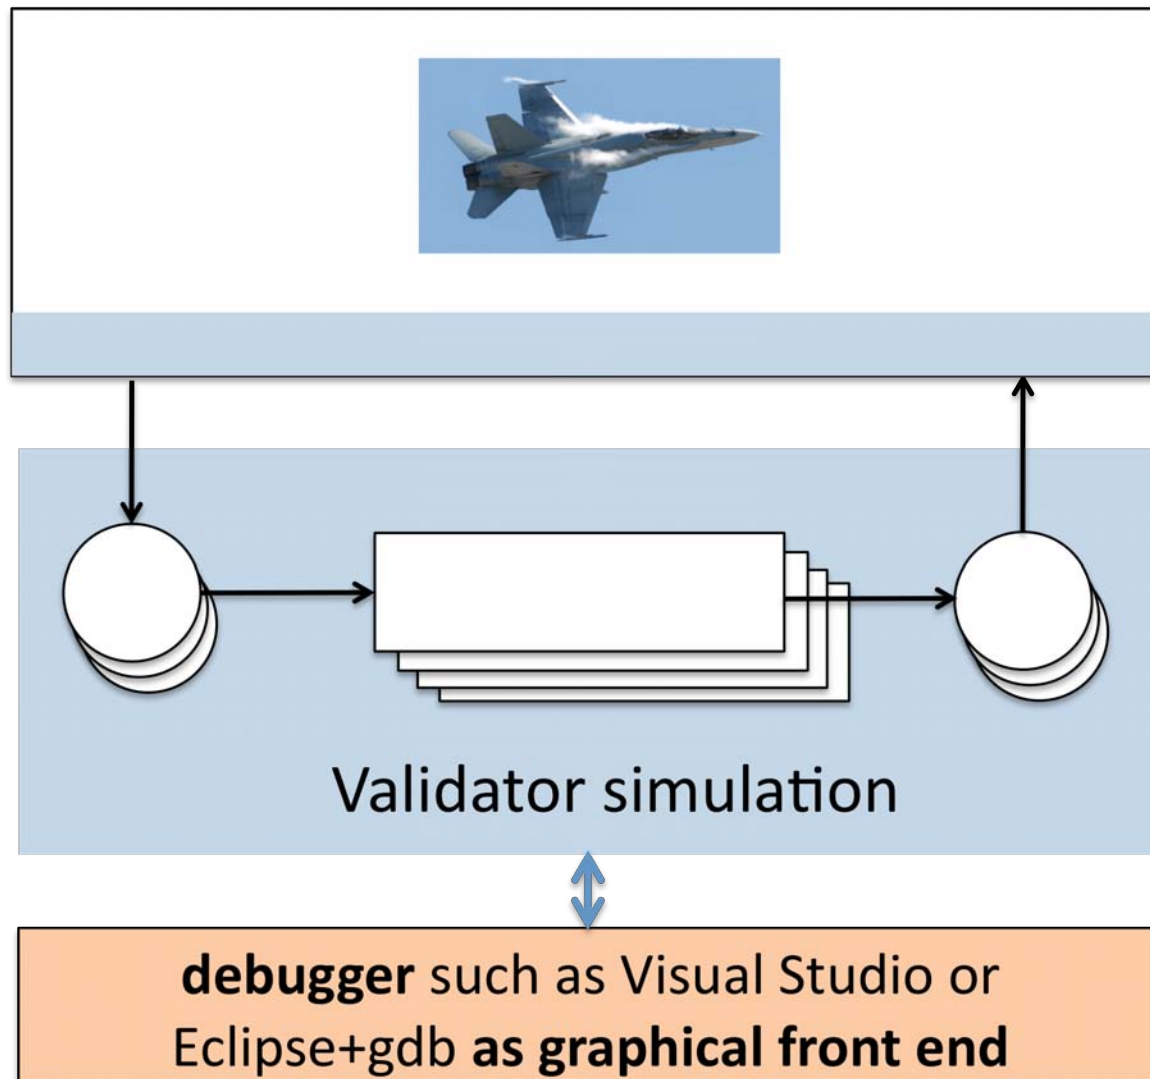 Validator simulation
debugger such as Visual Studio or
Eclipse+gdb as graphical front end